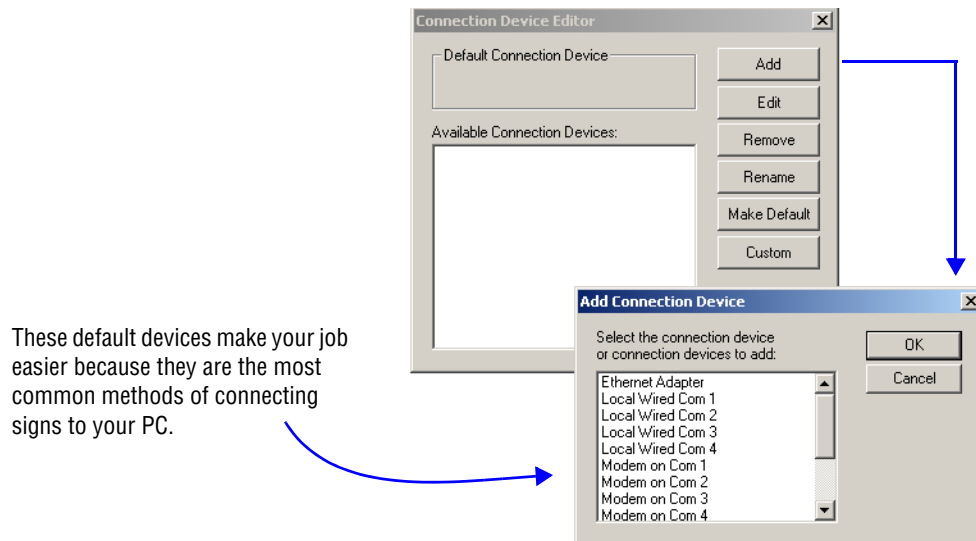 Connection Device Editor
Default Connection Device
Add
Edit
Available Connection Devices:
Remove
Rename
Make Default
Custom
Add Connection Device
Select the connection device
or connection devices to add:
OK
Cancel
Ethernet Adapter
Local Wired Com 1
Local Wired Com 2
Local Wired Com 3
Local Wired Com 4
Modem on Com 1
Modem on Com 2
Modem on Com 3
Modem on Com 4
These default devices make your job
easier because they are the most
common methods of connecting
signs to your PC.